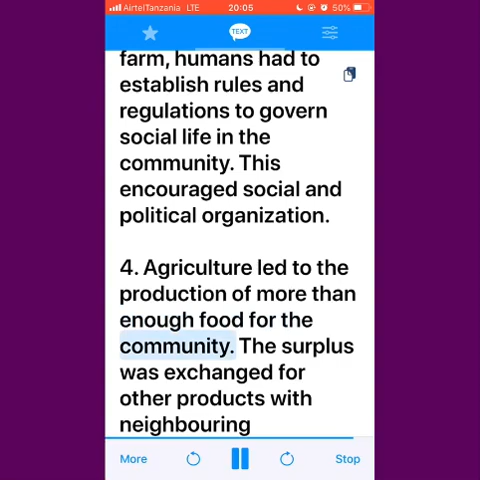 AirtelTanzania LTE 20:05 50%
TEXT
farm, humans had to
establish rules and
regulations to govern
social life in the
community. This
encouraged social and
political organization.
4. Agriculture led to the
production of more than
enough food for the
community. The surplus
was exchanged for
other products with
neighbouring
More Stop